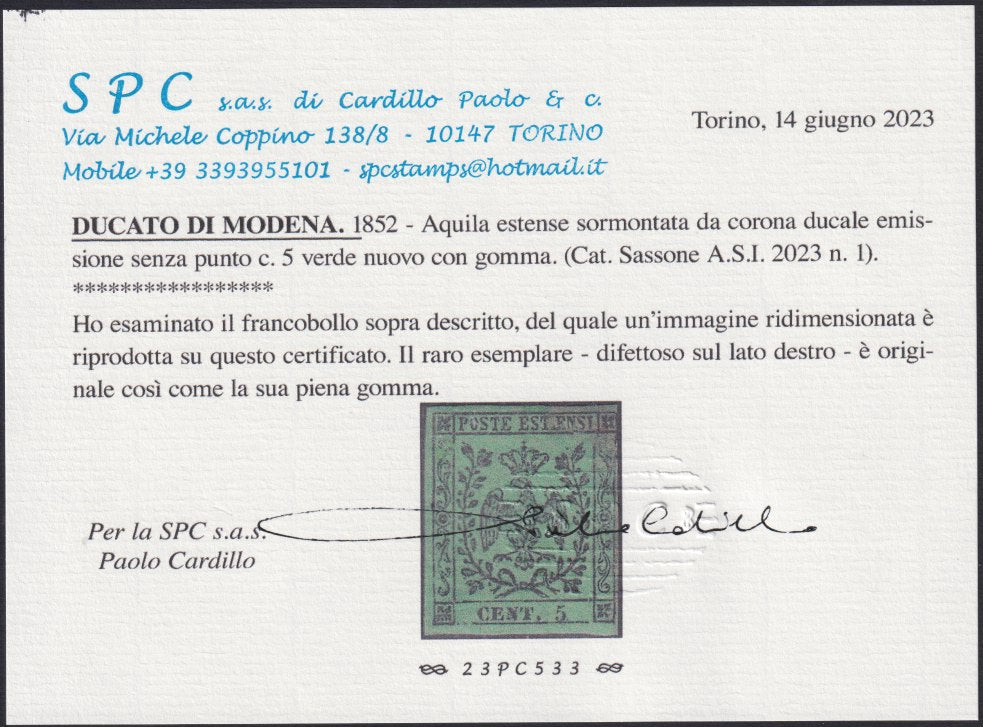 SPC s.a.s. di Cardillo Paolo & c.
Via Michele Coppino 138/8 - 10147 TORINO
Mobile +39 3393955101 - spcstamps@hotmail.it
Torino, 14 giugno 2023
DUCATO DI MODENA. 1852 - Aquila estense sormontata da corona ducale emis-
sione senza punto c. 5 verde nuovo con gomma. (Cat. Sassone A.S.I. 2023 n. 1).
*****************
Ho esaminato il francobollo sopra descritto, del quale un'immagine ridimensionata è
riprodotta su questo certificato. Il raro esemplare - difettoso sul lato destro - è origi-
nale così come la sua piena gomma.
POSTE ESTENSI
CENT. 5
Per la SPC s.a.s.
Paolo Cardillo
Paolo Cardillo
23PC533